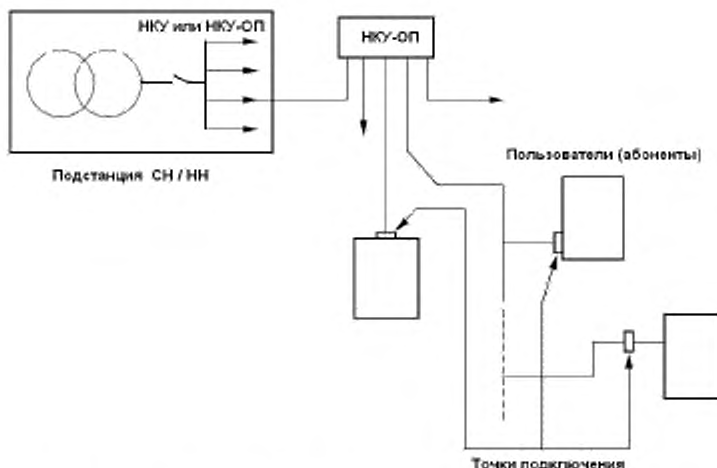 НКУ или НКУ-ОП
НКУ-ОП
Подстанция СН / НН
Пользователи (абоненты)
Точки подключения